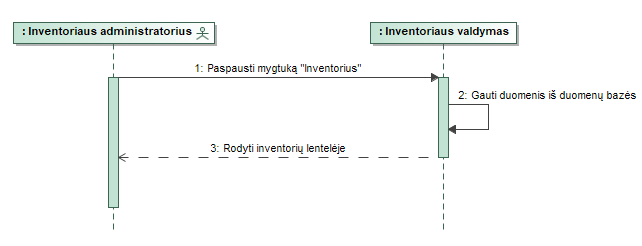 : Inventoriaus administratorius
: Inventoriaus valdymas
1: Paspausti mygtuką "Inventorius"
2: Gauti duomenis iš duomenų bazės
3: Rodyti inventorių lentelėje